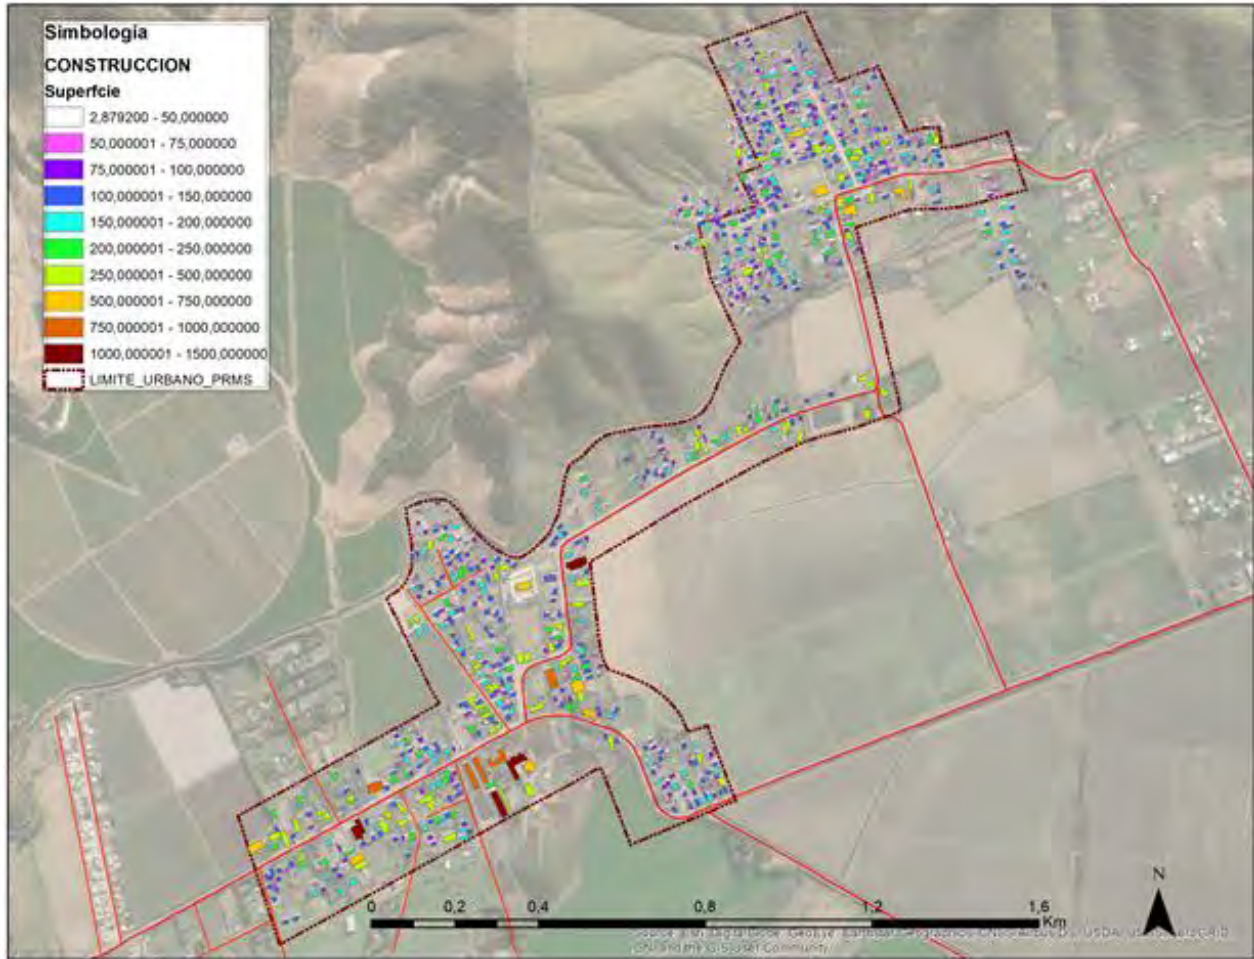 Simbología
CONSTRUCCION
Superfcie
2,879200 - 50,000000
50,000001 - 75,000000
75,000001 - 100,000000
100,000001 - 150,000000
150,000001 - 200,000000
200,000001 - 250,000000
250,000001 - 500,000000
500,000001 - 750,000000
750,000001 - 1000,000000
1000,000001 - 1500,000000
LIMITE_URBANO_PRMS
N
0 0,2 0,4 0,8 1,2 1,6
Km
Community